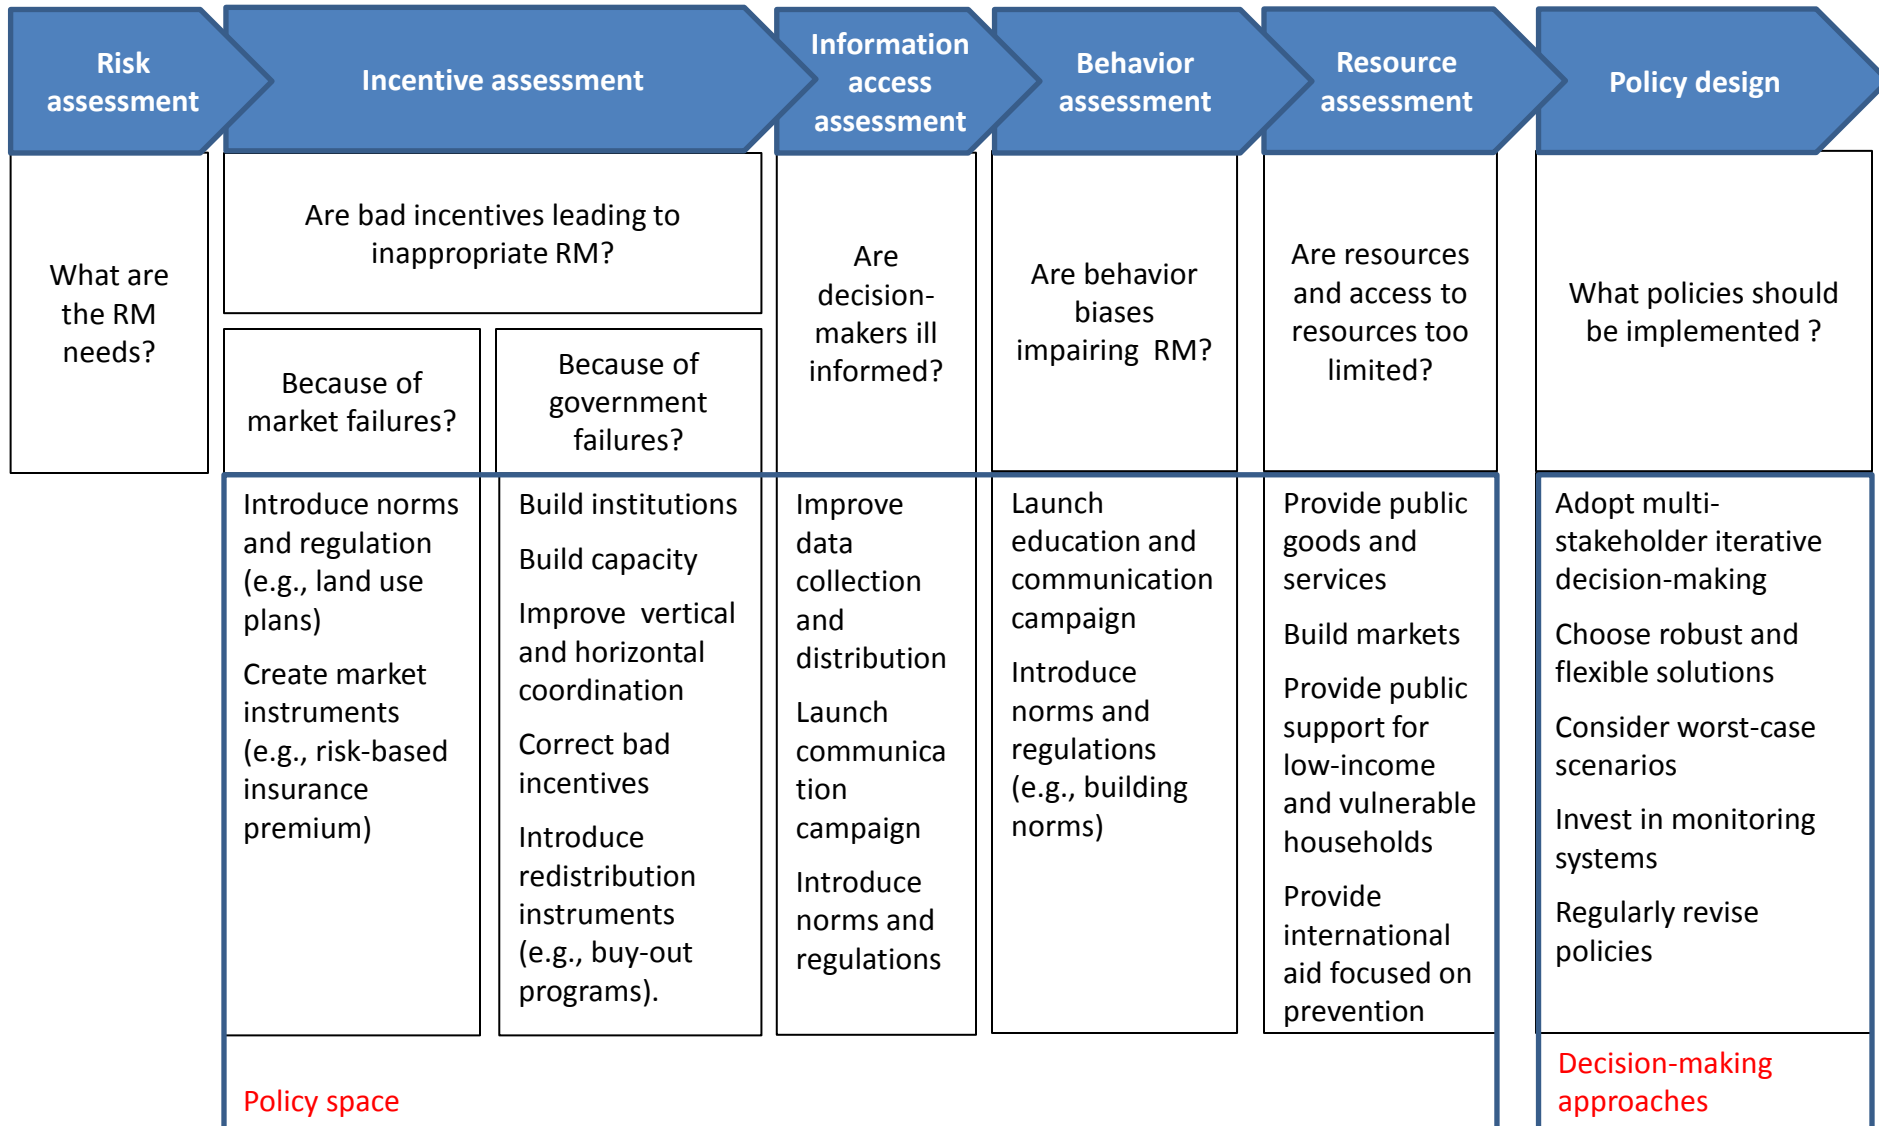 Risk
assessment
Incentive assessment
Information
access
assessment
Behavior
assessment
Resource
assessment
Policy design
What are
the RM
needs?
Are bad incentives leading to
inappropriate RM?
Because of
market failures?
Because of
government
failures?
Are
decision-
makers ill
informed?
Are behavior
biases
impairing RM?
Are resources
and access to
resources too
limited?
What policies should
be implemented ?
Introduce norms
and regulation
(e.g., land use
plans)
Create market
instruments
(e.g., risk-based
insurance
premium)
Build institutions
Build capacity
Improve vertical
and horizontal
coordination
Correct bad
incentives
Introduce
redistribution
instruments
(e.g., buy-out
programs).
Improve
data
collection
and
distribution
Launch
communica
tion
campaign
Introduce
norms and
regulations
Launch
education and
communication
campaign
Introduce
norms and
regulations
(e.g., building
norms)
Provide public
goods and
services
Build markets
Provide public
support for
low-income
and vulnerable
households
Provide
international
aid focused on
prevention
Adopt multi-
stakeholder iterative
decision-making
Choose robust and
flexible solutions
Consider worst-case
scenarios
Invest in monitoring
systems
Regularly revise
policies
Policy space
Decision-making
approaches